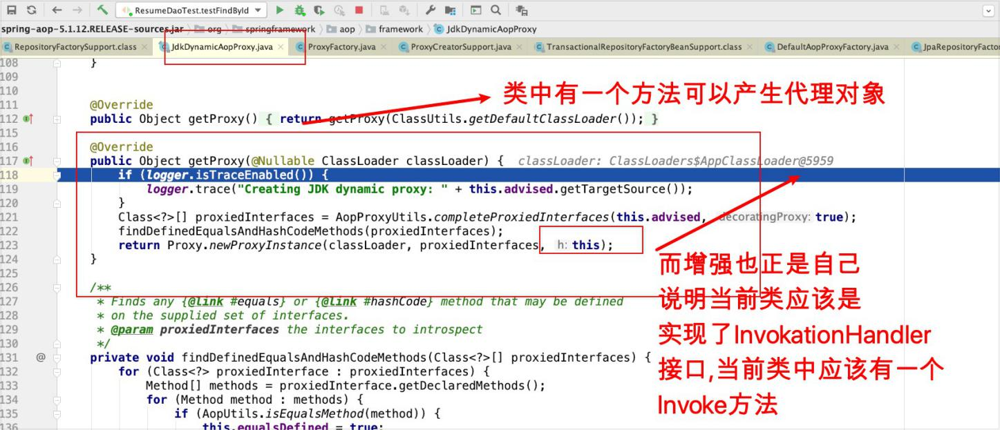 ResumeDaoTest.testFindById
spring-aop-5.1.12.RELEASE-sources.jar org springframework aop framework JdkDynamicAopProxy
RepositoryFactorySupport.class JdkDynamicAopProxy.java ProxyFactory.java ProxyCreatorSupport.java TransactionalRepositoryFactoryBeanSupport.class DefaultAopProxyFactory.java JpaRepositoryFactor
108 }
109
110
111 @Override
112 public Object getProxy() { return getProxy(ClassUtils.getDefaultClassLoader()); }
类中有一个方法可以产生代理对象
115
116 @Override
117 public Object getProxy(@Nullable ClassLoader classLoader) { classLoader: ClassLoaders$AppClassLoader@5959
118 if (logger.isTraceEnabled()) {
119 logger.trace("Creating JDK dynamic proxy: " + this.advised.getTargetSource());
120 }
121 Class<?>[] proxiedInterfaces = AopProxyUtils.completeProxiedInterfaces(this.advised, decoratingProxy: true);
122 findDefinedEqualsAndHashCodeMethods(proxiedInterfaces);
123 return Proxy.newProxyInstance(classLoader, proxiedInterfaces, h: this);
124 }
125
126 /**
127 * Finds any {@link #equals} or {@link #hashCode} method that may be defined
128 * on the supplied set of interfaces.
129 * @param proxiedInterfaces the interfaces to introspect
130 */
131 @ private void findDefinedEqualsAndHashCodeMethods(Class<?>[] proxiedInterfaces) {
132 for (Class<?> proxiedInterface : proxiedInterfaces) {
133 Method[] methods = proxiedInterface.getDeclaredMethods();
134 for (Method method : methods) {
135 if (AopUtils.isEqualsMethod(method)) {
136 this.equalsDefined = true;
而增强也正是自己
说明当前类应该是
实现了InvokationHandler
接口,当前类中应该有一个
Invoke方法